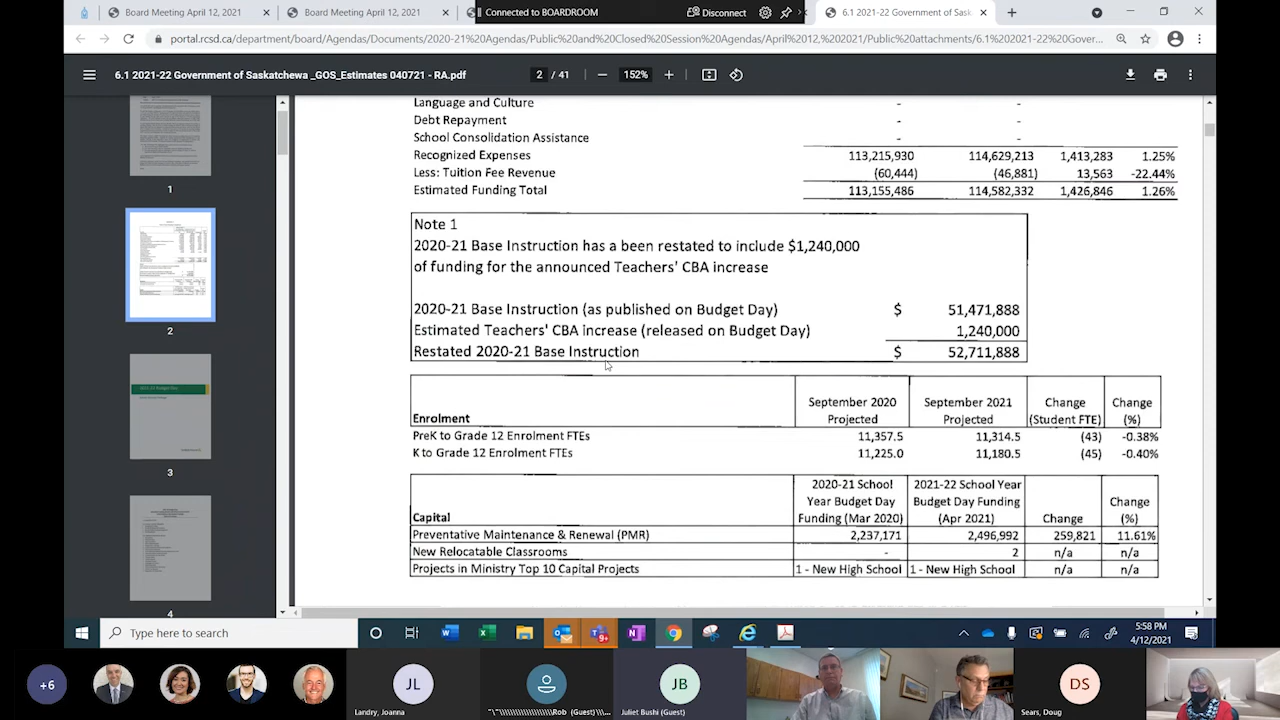 Board Meeting April 12, 2021
Board Meeting April 12, 2021
Connected to BOARDROOM
Disconnect
6.1 2021-22 Government of Sask
portal.rcsd.ca/department/board/Agendas/Documents/2020-21%20Agendas/Public%20and%20Closed%20Session%20Agendas/April%2012,%202021/Public%20attachments/6.1%202021-22%20Gover...
6.1 2021-22 Government of Saskatchewa _GOS_Estimates 040721 - RA.pdf
2 / 41
152%
Language and Culture - -
Debt Repayment - -
School Consolidation Assistance - -
Recognized Expenses 113,215,930 114,629,213 1,413,283 1.25%
Less: Tuition Fee Revenue (60,444) (46,881) 13,563 -22.44%
Estimated Funding Total 113,155,486 114,582,332 1,426,846 1.26%
Note 1
2020-21 Base Instruction has a been restated to include $1,240,000
of funding for the announced Teachers' CBA increase
2020-21 Base Instruction (as published on Budget Day) $ 51,471,888
Estimated Teachers' CBA increase (released on Budget Day) 1,240,000
Restated 2020-21 Base Instruction $ 52,711,888
September 2020 September 2021 Change Change
Enrolment Projected Projected (Student FTE) (%)
PreK to Grade 12 Enrolment FTEs 11,357.5 11,314.5 (43) -0.38%
K to Grade 12 Enrolment FTEs 11,225.0 11,180.5 (45) -0.40%
2020-21 School 2021-22 School Year
Year Budget Day Budget Day Funding Change
Capital Funding (Mar 2020) (Apr 2021) Change (%)
Preventative Maintenance & Renewal (PMR) 2,237,171 2,496,992 259,821 11.61%
New Relocatable Classrooms - 2 n/a n/a
Projects in Ministry Top 10 Capital Projects 1 - New High School 1 - New High School n/a n/a
1
2
3
4
Type here to search
5:58 PM
4/12/2021
+6
JL
Landry, Joanna
"\"\\\\\\\\\\\\\\Rob (Guest)\\\...
JB
Juliet Bushi (Guest)
DS
Sears, Doug